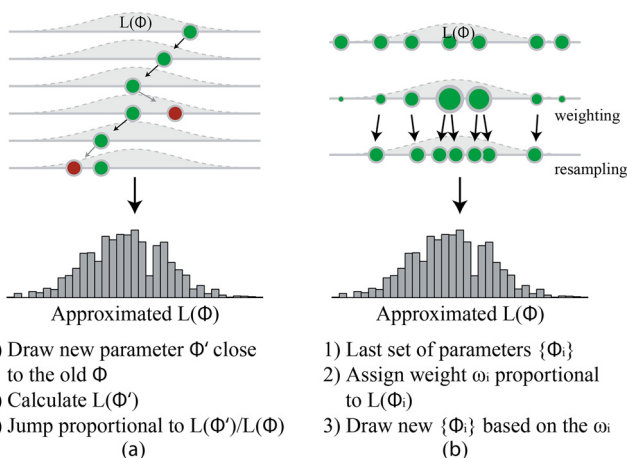 L(Φ)
Approximated L(Φ)
) Draw new parameter Φ' close
to the old Φ
) Calculate L(Φ')
) Jump proportional to L(Φ')/L(Φ)
(a)
L(Φ)
weighting
resampling
Approximated L(Φ)
1) Last set of parameters {Φi}
2) Assign weight ωi proportional
to L(Φi)
3) Draw new {Φi} based on the ωi
(b)